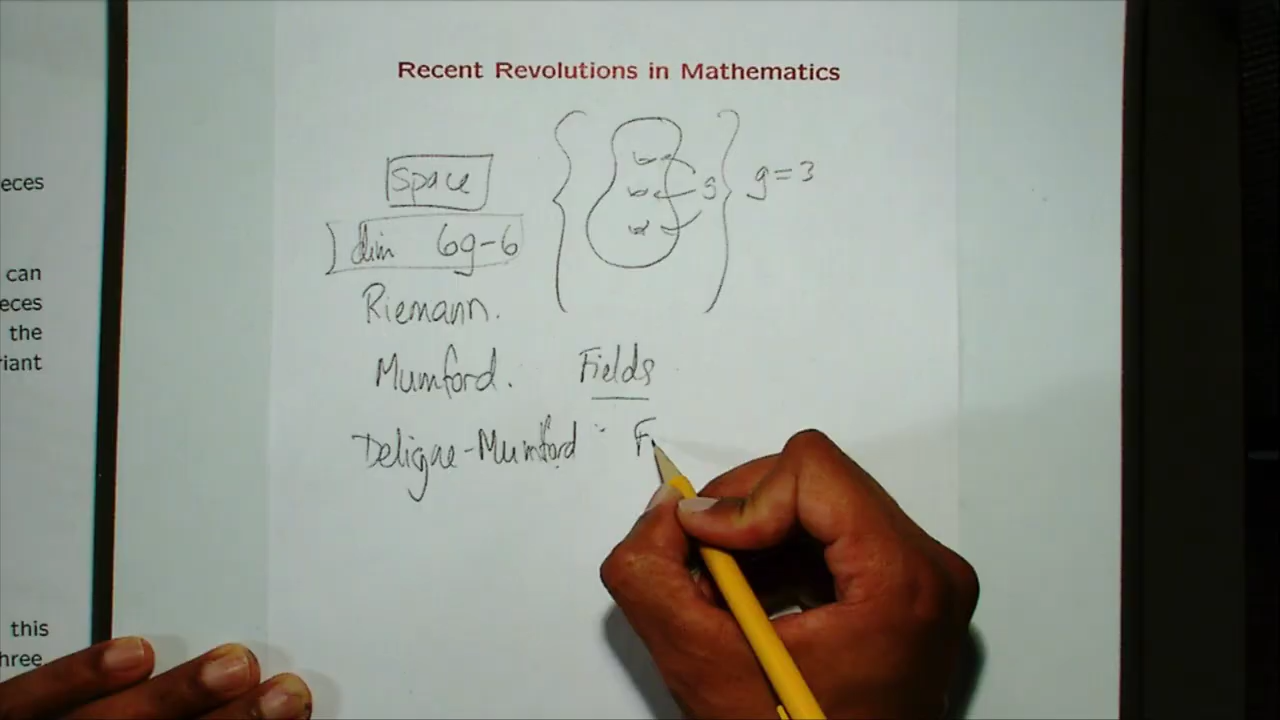 eces
can
eces
the
riant
this
hree
Recent Revolutions in Mathematics
space
g
g=3
dim 6g-6
Riemann.
Mumford. Fields
Deligne-Mumford F